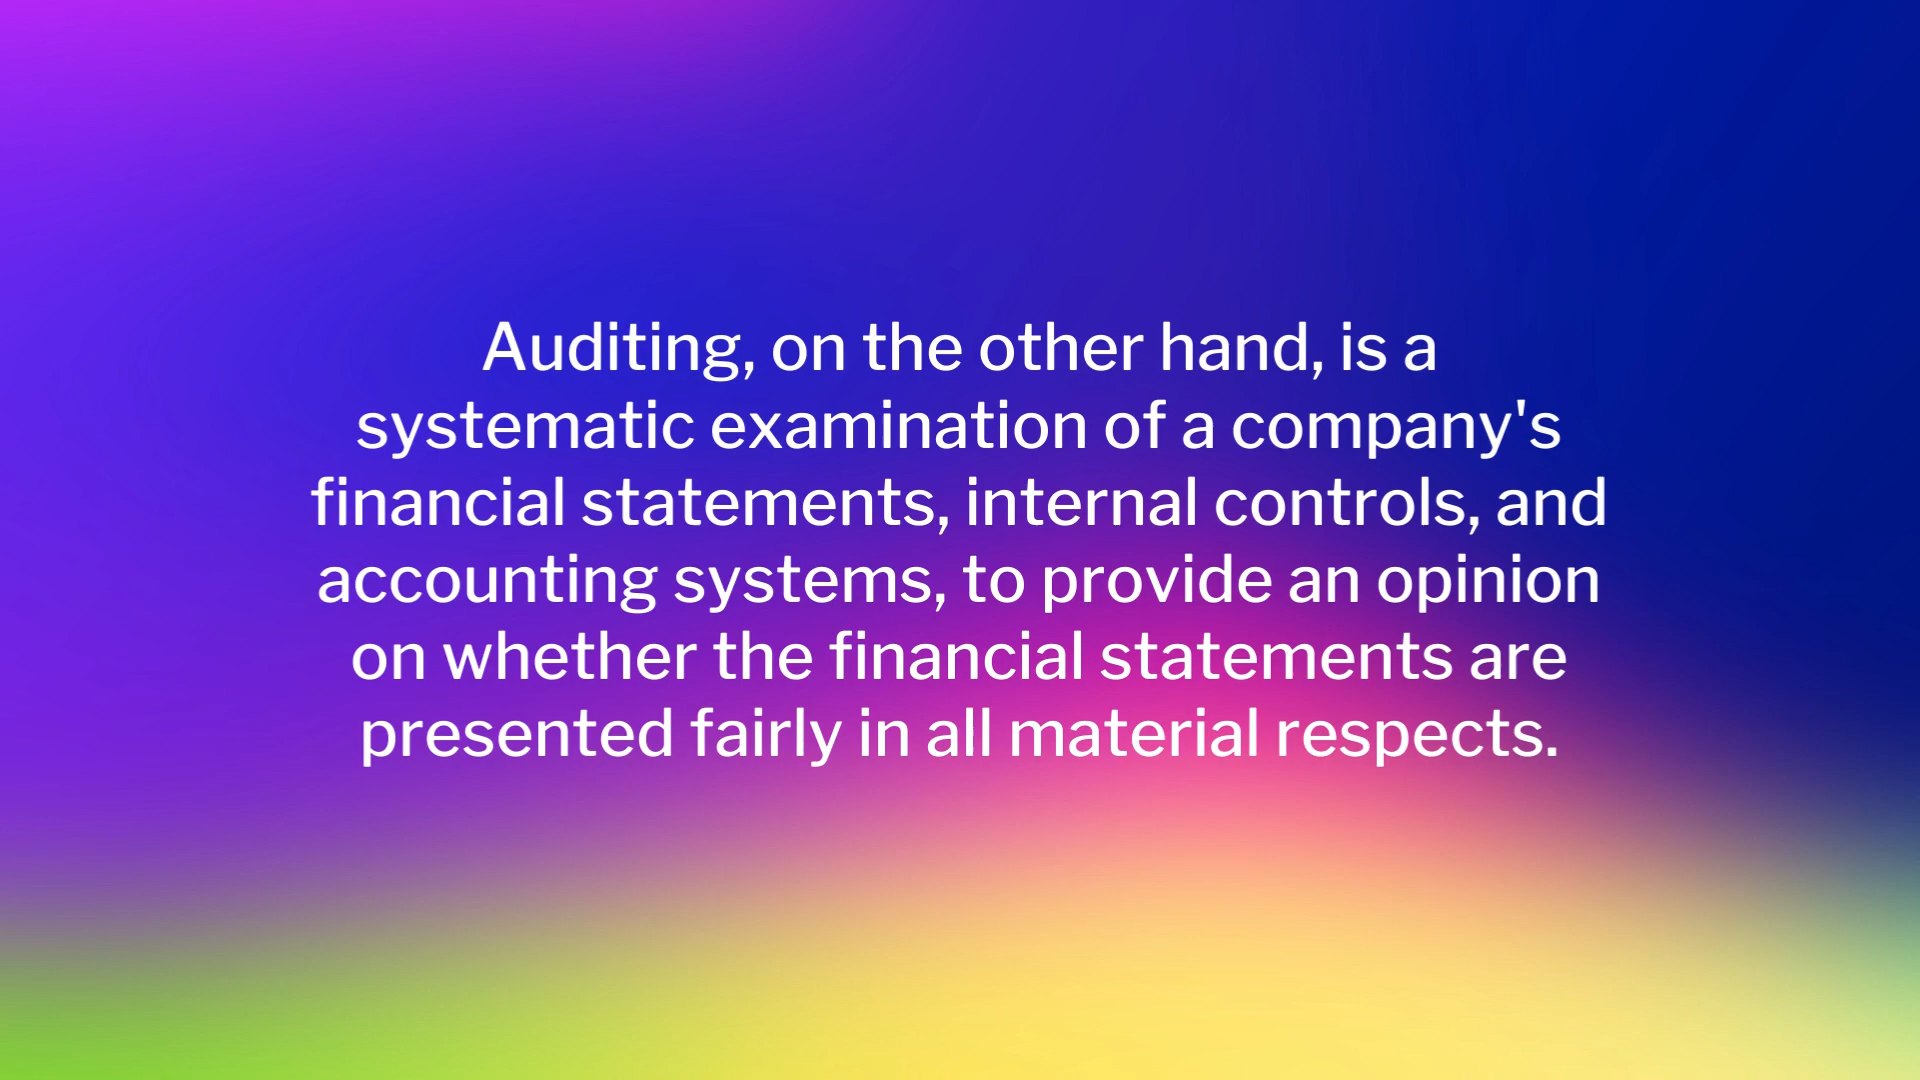 Auditing, on the other hand, is a
systematic examination of a company's
financial statements, internal controls, and
accounting systems, to provide an opinion
on whether the financial statements are
presented fairly in all material respects.